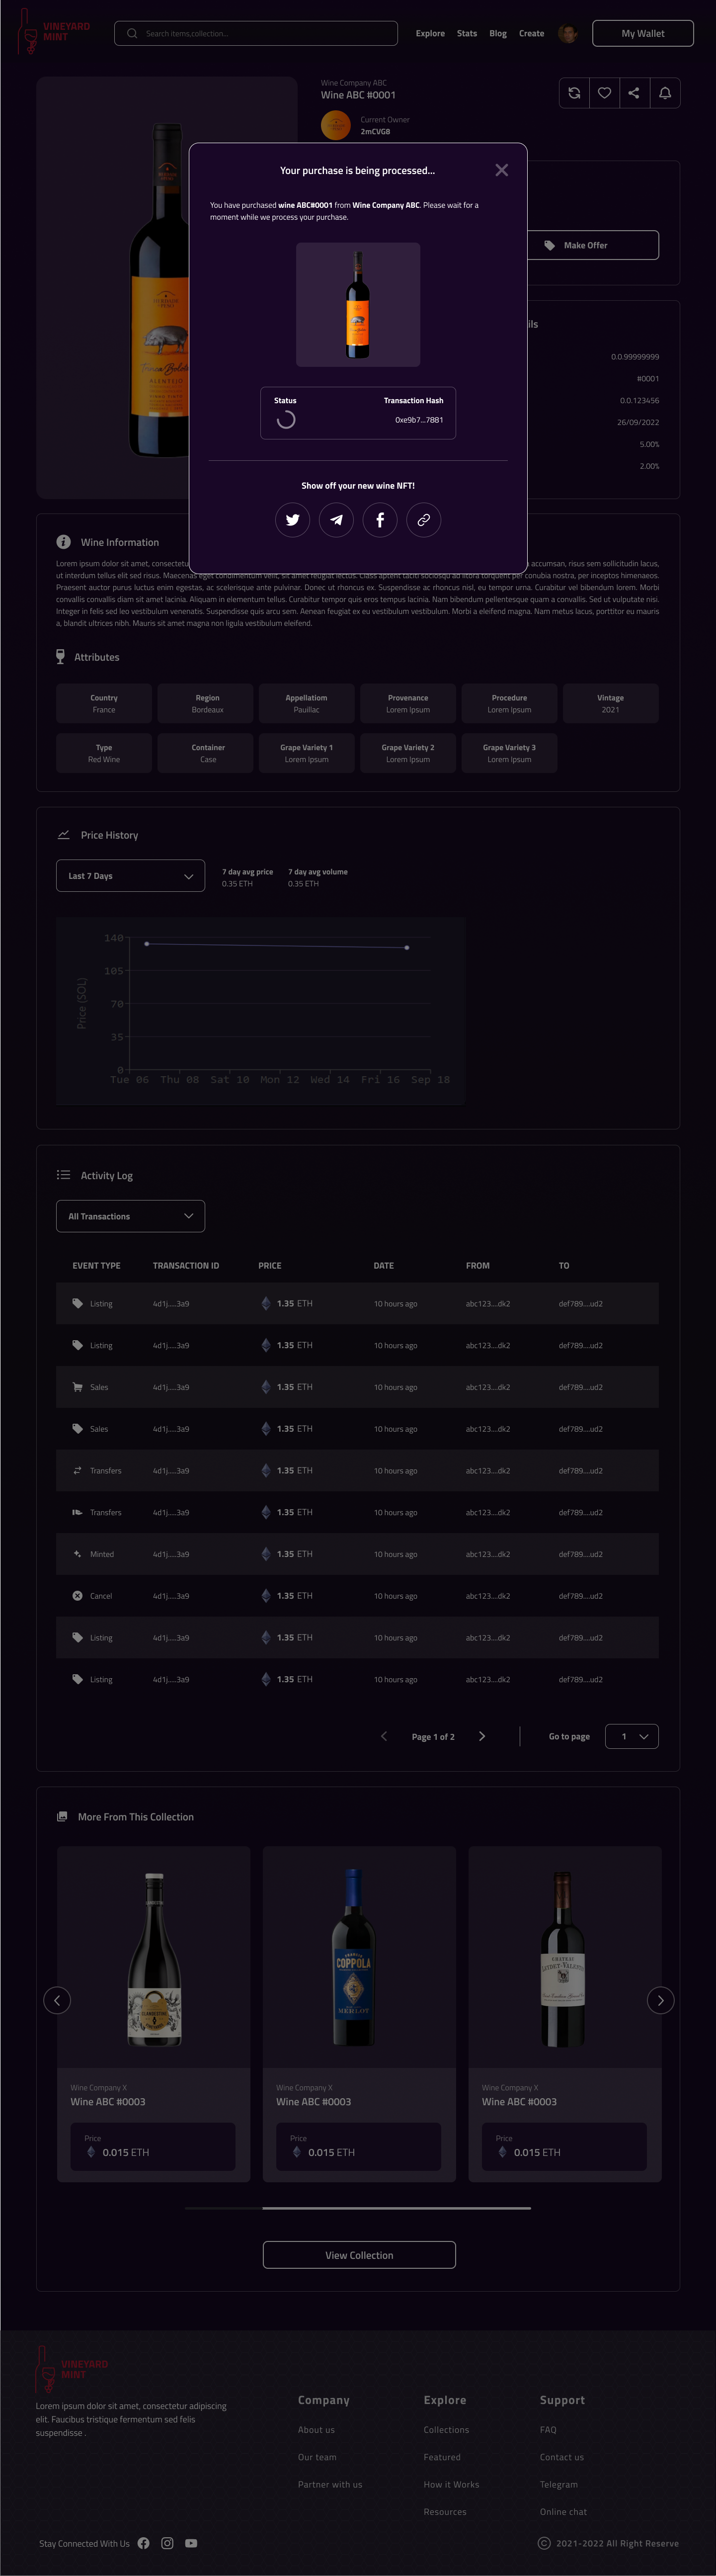 VINEYARD
MINT
Search items,collection...
Explore
Stats
Blog
Create
My Wallet
Wine Company ABC
Wine ABC #0001
Current Owner
2mCVG8
Your purchase is being processed...
You have purchased wine ABC#0001 from Wine Company ABC. Please wait for a
moment while we process your purchase.
Make Offer
ils
Status
Transaction Hash
0xe9b7...7881
0.0.99999999
#0001
0.0.123456
26/09/2022
5.00%
2.00%
Show off your new wine NFT!
Wine Information
Lorem ipsum dolor sit amet, consectetu
accumsan, risus sem sollicitudin lacus,
ut interdum tellus elit sed risus. Maecenas eget condimentum velit, sit amet feugiat lectus. Class aptent taciti sociosqu ad litora torquent per conubia nostra, per inceptos himenaeos.
Praesent auctor purus luctus enim egestas, ac scelerisque ante pulvinar. Donec ut rhoncus ex. Suspendisse ac rhoncus nisl, eu tempor urna. Curabitur vel bibendum lorem. Morbi
convallis convallis diam sit amet lacinia. Aliquam in elementum tellus. Curabitur tempor quis eros tempus lacinia. Nam bibendum pellentesque quam a convallis. Sed ut vulputate nisi.
Integer in felis sed leo vestibulum venenatis. Suspendisse quis arcu sem. Aenean feugiat ex eu vestibulum vestibulum. Morbi a eleifend magna. Nam metus lacus, porttitor eu mauris
a, blandit ultrices nibh. Mauris sit amet magna non ligula vestibulum eleifend.
Attributes
Country
France
Region
Bordeaux
Appellatiom
Pauillac
Provenance
Lorem Ipsum
Procedure
Lorem Ipsum
Vintage
2021
Type
Red Wine
Container
Case
Grape Variety 1
Lorem Ipsum
Grape Variety 2
Lorem Ipsum
Grape Variety 3
Lorem Ipsum
Price History
Last 7 Days
7 day avg price
0.35 ETH
7 day avg volume
0.35 ETH
Price (SOL)
140
105
70
35
0
Tue 06 Thu 08 Sat 10 Mon 12 Wed 14 Fri 16 Sep 18
Activity Log
All Transactions
EVENT TYPE TRANSACTION ID PRICE DATE FROM TO
Listing 4d1j.....3a9 1.35 ETH 10 hours ago abc123....dk2 def789....ud2
Listing 4d1j.....3a9 1.35 ETH 10 hours ago abc123....dk2 def789....ud2
Sales 4d1j.....3a9 1.35 ETH 10 hours ago abc123....dk2 def789....ud2
Sales 4d1j.....3a9 1.35 ETH 10 hours ago abc123....dk2 def789....ud2
Transfers 4d1j.....3a9 1.35 ETH 10 hours ago abc123....dk2 def789....ud2
Transfers 4d1j.....3a9 1.35 ETH 10 hours ago abc123....dk2 def789....ud2
Minted 4d1j.....3a9 1.35 ETH 10 hours ago abc123....dk2 def789....ud2
Cancel 4d1j.....3a9 1.35 ETH 10 hours ago abc123....dk2 def789....ud2
Listing 4d1j.....3a9 1.35 ETH 10 hours ago abc123....dk2 def789....ud2
Listing 4d1j.....3a9 1.35 ETH 10 hours ago abc123....dk2 def789....ud2
Page 1 of 2
Go to page
1
More From This Collection
COPPOLA
MERLOT
CHATEAU
Wine Company X
Wine ABC #0003
Price
0.015 ETH
Wine Company X
Wine ABC #0003
Price
0.015 ETH
Wine Company X
Wine ABC #0003
Price
0.015 ETH
View Collection
VINEYARD
MINT
Lorem ipsum dolor sit amet, consectetur adipiscing
elit. Faucibus tristique fermentum sed felis
suspendisse .
Company
About us
Our team
Partner with us
Explore
Collections
Featured
How it Works
Resources
Support
FAQ
Contact us
Telegram
Online chat
Stay Connected With Us
2021-2022 All Right Reserve